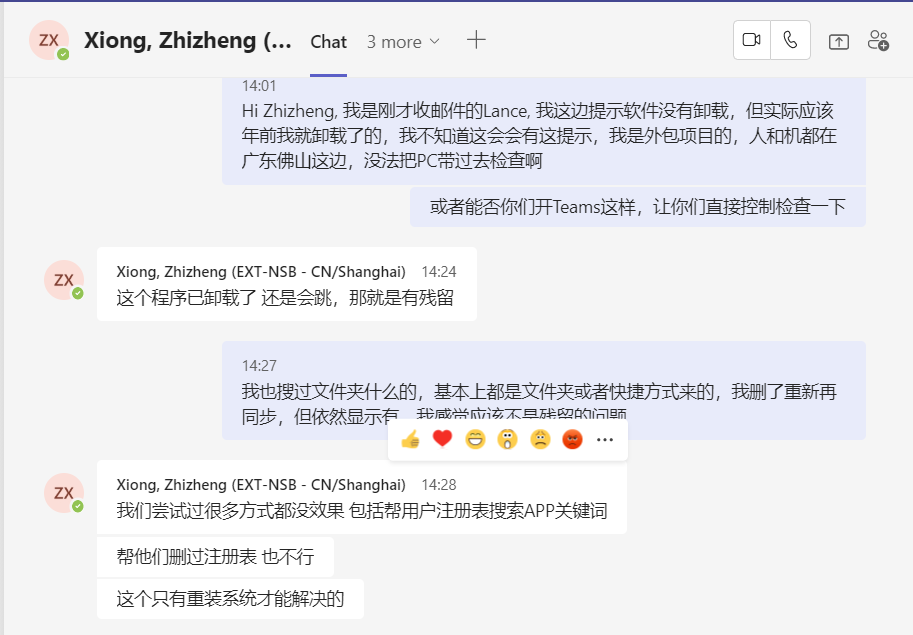 ZX Xiong, Zhizheng (... Chat 3 more
14:01
Hi Zhizheng, 我是刚才收邮件的Lance, 我这边提示软件没有卸载，但实际应该
年前我就卸载了的，我不知道这会会有这提示，我是外包项目的，人和机都在
广东佛山这边，没法把PC带过去检查啊
或者能否你们开Teams这样，让你们直接控制检查一下
ZX
Xiong, Zhizheng (EXT-NSB - CN/Shanghai) 14:24
这个程序已卸载了 还是会跳，那就是有残留
14:27
我也搜过文件夹什么的，基本上都是文件夹或者快捷方式来的，我删了重新再
同步，但依然显示有，我感觉应该不是残留的问题
ZX
Xiong, Zhizheng (EXT-NSB - CN/Shanghai) 14:28
我们尝试过很多方式都没效果 包括帮用户注册表搜索APP关键词
帮他们删过注册表 也不行
这个只有重装系统才能解决的